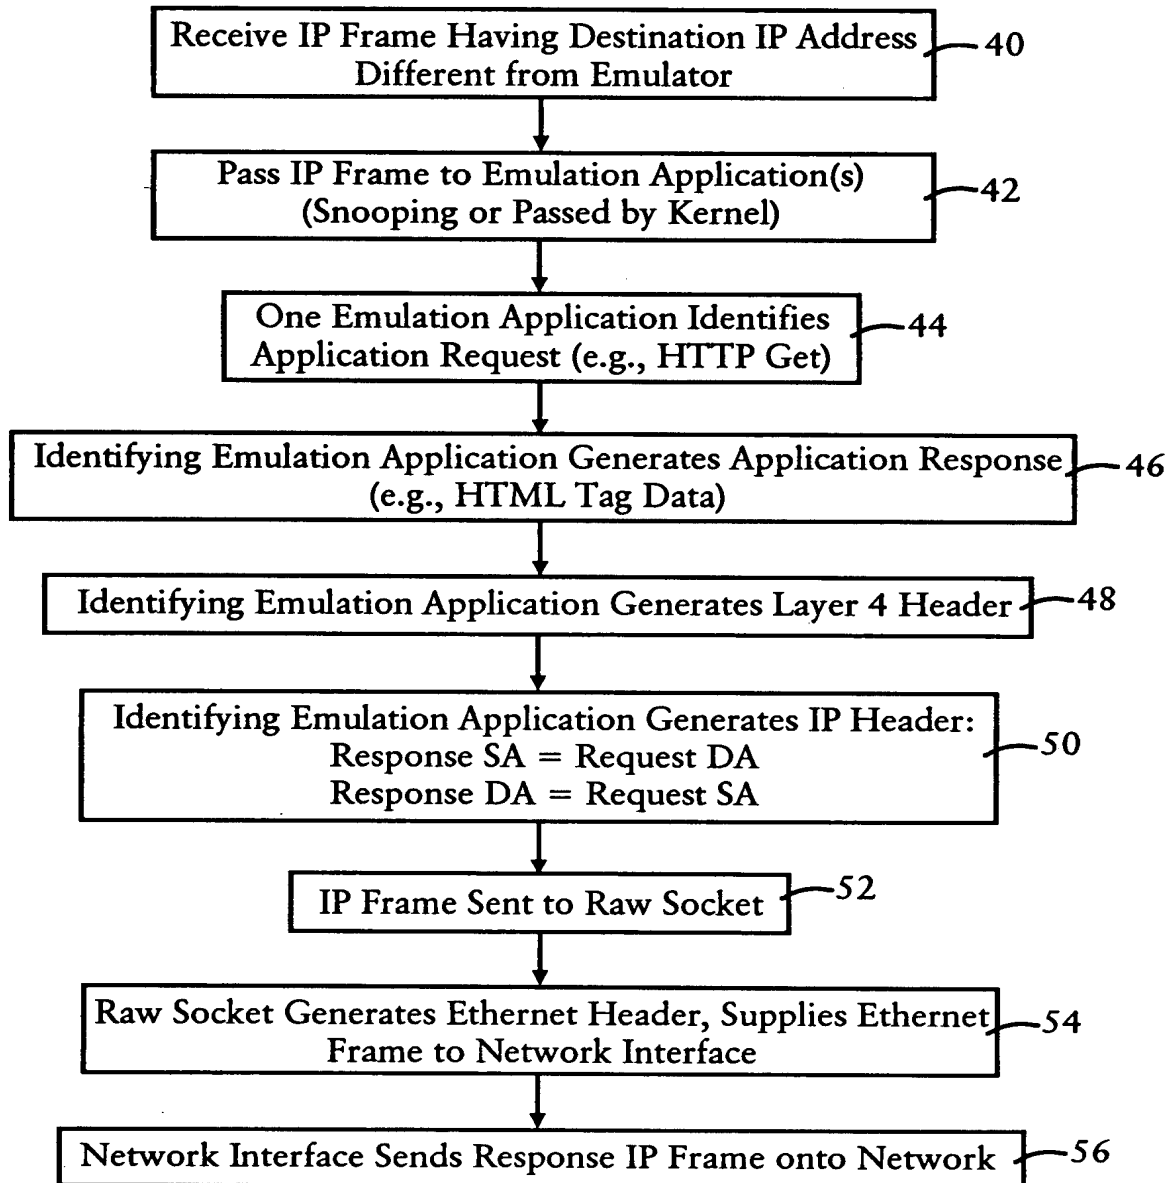 Receive IP Frame Having Destination IP Address
Different from Emulator
40
Pass IP Frame to Emulation Application(s)
(Snooping or Passed by Kernel)
42
One Emulation Application Identifies
Application Request (e.g., HTTP Get)
44
Identifying Emulation Application Generates Application Response
(e.g., HTML Tag Data)
46
Identifying Emulation Application Generates Layer 4 Header
48
Identifying Emulation Application Generates IP Header:
Response SA = Request DA
Response DA = Request SA
50
IP Frame Sent to Raw Socket
52
Raw Socket Generates Ethernet Header, Supplies Ethernet
Frame to Network Interface
54
Network Interface Sends Response IP Frame onto Network
56